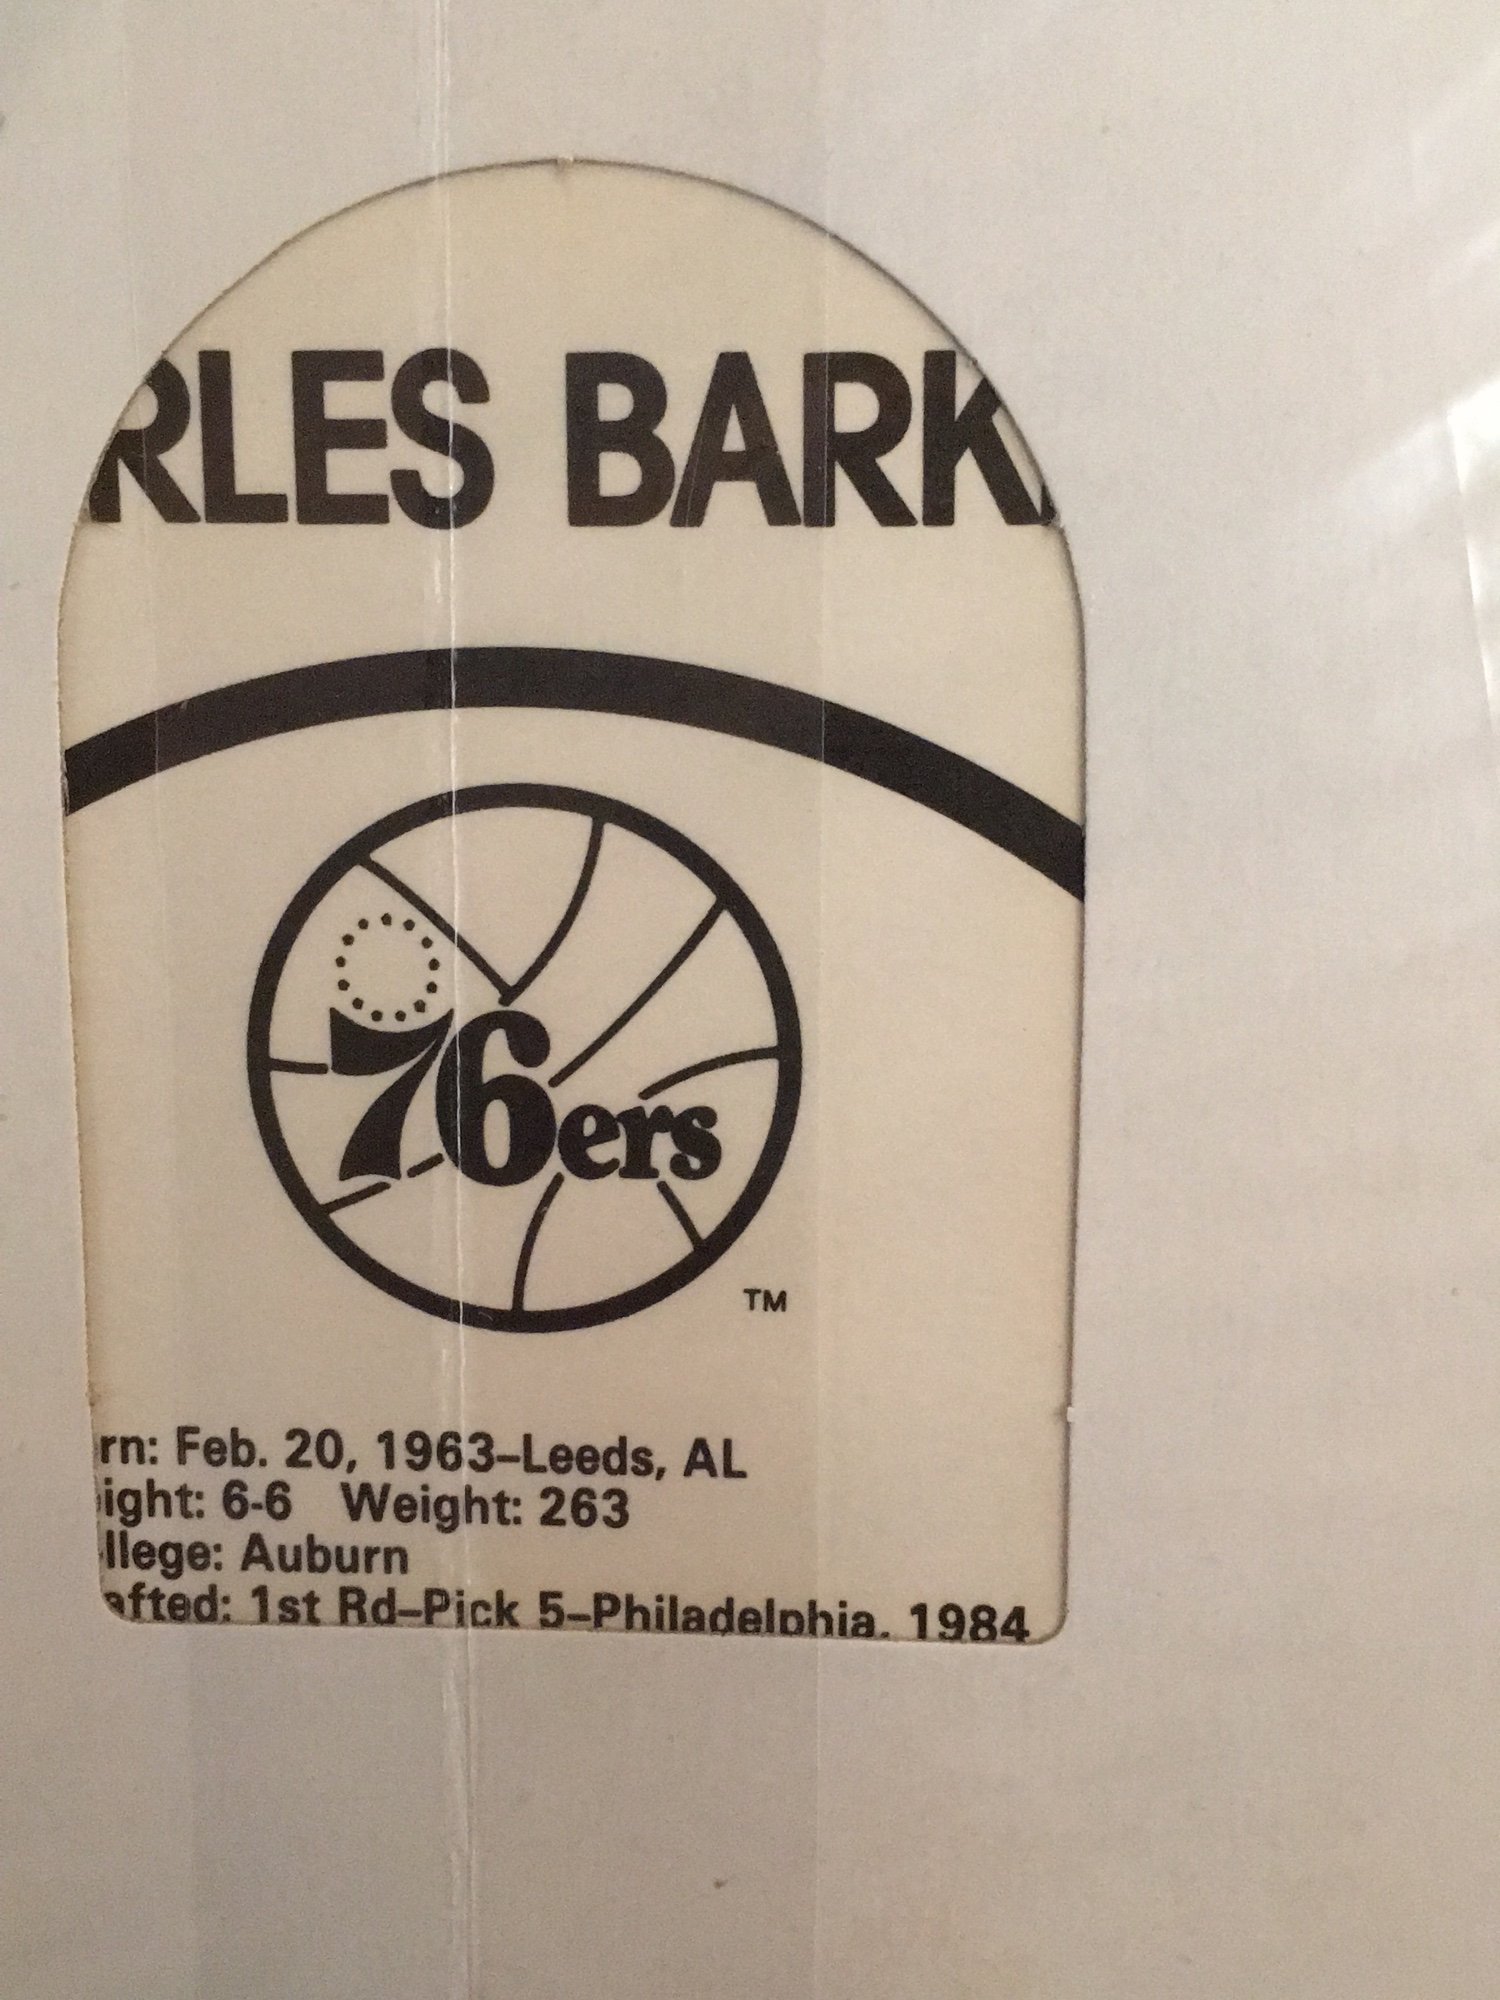 RLES BARK
76ers
TM
rn: Feb. 20, 1963–Leeds, AL
ight: 6-6 Weight: 263
llege: Auburn
afted: 1st Rd–Pick 5–Philadelphia, 1984